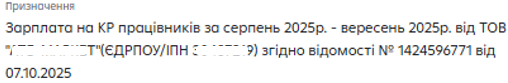 Призначення
Зарплата на КР працівників за серпень 2025р. - вересень 2025р. від ТОВ
(ЄДРПОУ/ІПН згідно відомості № 1424596771 від
07.10.2025